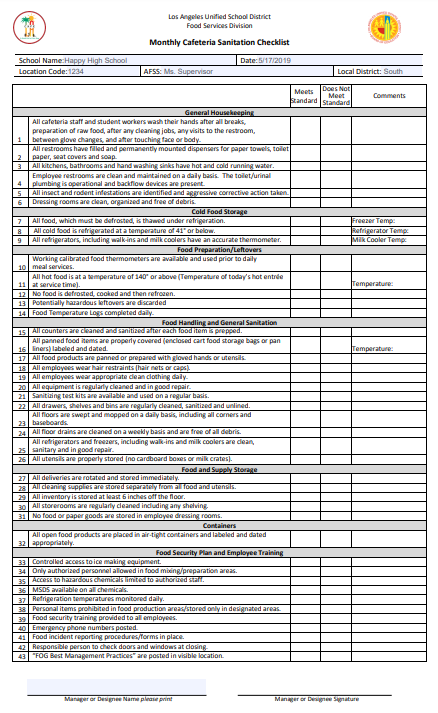 Los Angeles Unified School District
Food Services Division
Monthly Cafeteria Sanitation Checklist
School Name:Happy High School Date:5/17/2019
Location Code:1234 AFSS: Ms. Supervisor Local District: South
Meets Standard Does Not Meet Standard Comments
General Housekeeping
1 All cafeteria staff and student workers wash their hands after all breaks,
preparation of raw food, after any cleaning jobs, any visits to the restroom,
between glove changes, and after touching face or body.
2 All restrooms have filled and permanently mounted dispensers for paper towels, toilet
paper, seat covers and soap.
3 All kitchens, bathrooms and hand washing sinks have hot and cold running water.
4 Employee restrooms are clean and maintained on a daily basis. The toilet/urinal
plumbing is operational and backflow devices are present.
5 All insect and rodent infestations are identified and aggressive corrective action taken.
6 Dressing rooms are clean, organized and free of debris.
Cold Food Storage
7 All food, which must be defrosted, is thawed under refrigeration. Freezer Temp:
8 All cold food is refrigerated at a temperature of 41° or below. Refrigerator Temp:
9 All refrigerators, including walk-ins and milk coolers have an accurate thermometer. Milk Cooler Temp:
Food Preparation/Leftovers
10 Working calibrated food thermometers are available and used prior to daily
meal services.
11 All hot food is at a temperature of 140° or above (Temperature of today's hot entrée
at service time). Temperature:
12 No food is defrosted, cooked and then refrozen.
13 Potentially hazardous leftovers are discarded
14 Food Temperature Logs completed daily.
Food Handling and General Sanitation
15 All counters are cleaned and sanitized after each food item is prepped.
16 All panned food items are properly covered (enclosed cart food storage bags or pan
liners) labeled and dated. Temperature:
17 All food products are panned or prepared with gloved hands or utensils.
18 All employees wear hair restraints (hair nets or caps).
19 All employees wear appropriate clean clothing daily.
20 All equipment is regularly cleaned and in good repair.
21 Sanitizing test kits are available and used on a regular basis.
22 All drawers, shelves and bins are regularly cleaned, sanitized and unlined.
23 All floors are swept and mopped on a daily basis, including all corners and
baseboards.
24 All floor drains are cleaned on a weekly basis and are free of all debris.
25 All refrigerators and freezers, including walk-ins and milk coolers are clean,
sanitary and in good repair.
26 All utensils are properly stored (no cardboard boxes or milk crates).
Food and Supply Storage
27 All deliveries are rotated and stored immediately.
28 All cleaning supplies are stored separately from all food and utensils.
29 All inventory is stored at least 6 inches off the floor.
30 All storerooms are regularly cleaned including any shelving.
31 No food or paper goods are stored in employee dressing rooms.
Containers
32 All open food products are placed in air-tight containers and labeled and dated
appropriately.
Food Security Plan and Employee Training
33 Controlled access to ice making equipment.
34 Only authorized personnel allowed in food mixing/preparation areas.
35 Access to hazardous chemicals limited to authorized staff.
36 MSDS available on all chemicals.
37 Refrigeration temperatures monitored daily.
38 Personal items prohibited in food production areas/stored only in designated areas.
39 Food security training provided to all employees.
40 Emergency phone numbers posted.
41 Food incident reporting procedures/forms in place.
42 Responsible person to check doors and windows at closing.
43 "FOG Best Management Practices" are posted in visible location.
Manager or Designee Name please print Manager or Designee Signature